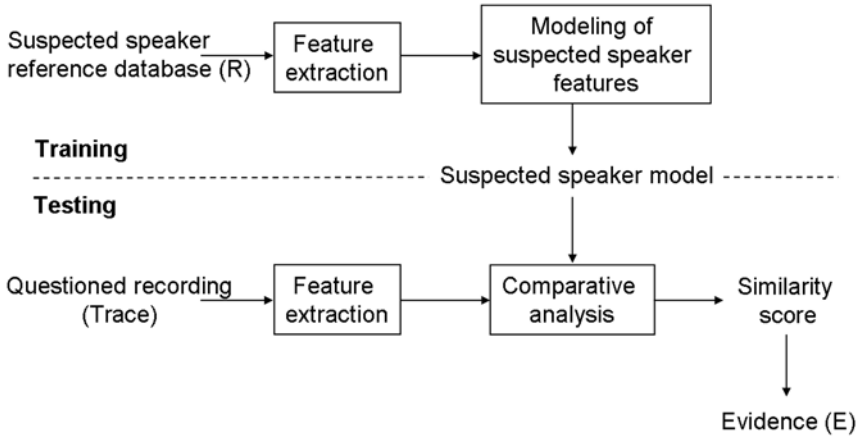 Suspected speaker
reference database (R)
Feature
extraction
Modeling of
suspected speaker
features
Training
Suspected speaker model
Testing
Questioned recording
(Trace)
Feature
extraction
Comparative
analysis
Similarity
score
Evidence (E)